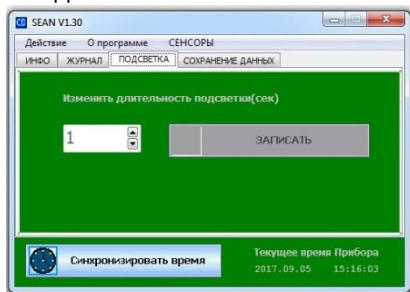 SEAN V1.30
Действие О программе СЕНСОРЫ
ИНФО ЖУРНАЛ ПОДСВЕТКА СОХРАНЕНИЕ ДАННЫХ
Изменить длительность подсветки(сек)
1 ЗАПИСАТЬ
Синхронизировать время
Текущее время Прибора
2017.09.05 15:16:03